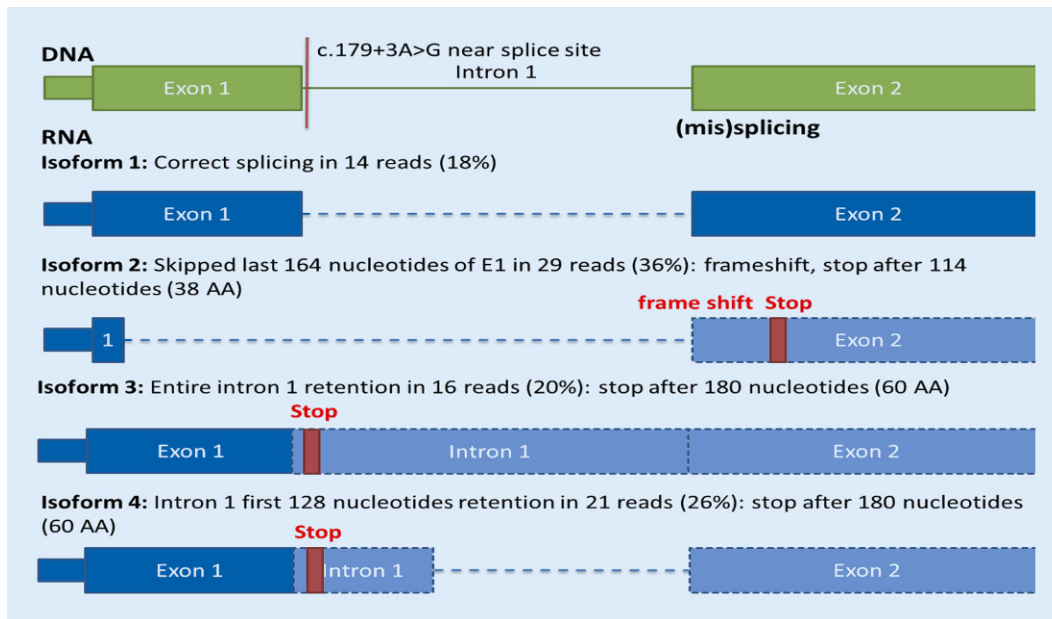 DNA
c.179+3A>G near splice site
Intron 1
Exon 1
Exon 2
(mis)splicing
RNA
Isoform 1: Correct splicing in 14 reads (18%)
Exon 1
Exon 2
Isoform 2: Skipped last 164 nucleotides of E1 in 29 reads (36%): frameshift, stop after 114
nucleotides (38 AA)
frame shift Stop
1
Exon 2
Isoform 3: Entire intron 1 retention in 16 reads (20%): stop after 180 nucleotides (60 AA)
Stop
Exon 1
Intron 1
Exon 2
Isoform 4: Intron 1 first 128 nucleotides retention in 21 reads (26%): stop after 180 nucleotides
(60 AA)
Stop
Exon 1
Intron 1
Exon 2